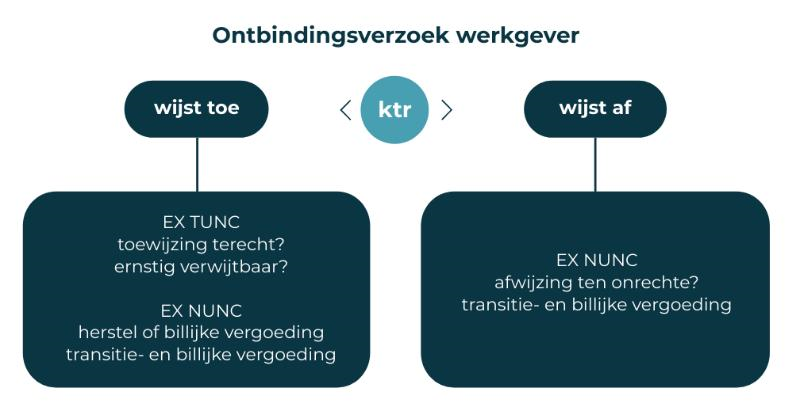 Ontbindingsverzoek werkgever
wijst toe
< ktr >
wijst af
EX TUNC
toewijzing terecht?
ernstig verwijtbaar?
EX NUNC
herstel of billijke vergoeding
transitie- en billijke vergoeding
EX NUNC
afwijzing ten onrechte?
transitie- en billijke vergoeding